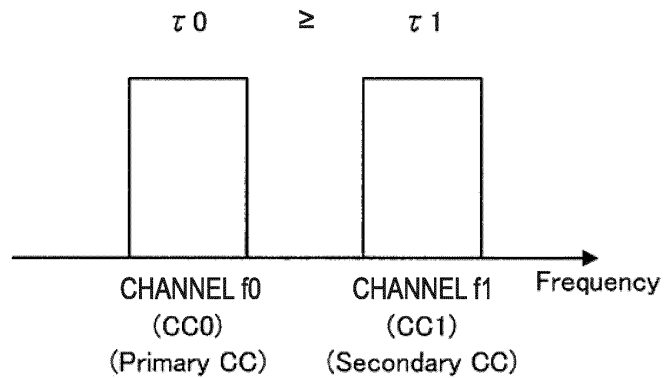 τ0 ≥ τ1
CHANNEL f0 CHANNEL f1 Frequency
(CC0) (CC1)
(Primary CC) (Secondary CC)